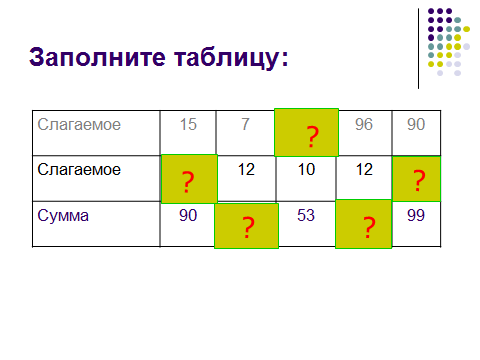 Заполните таблицу:
Слагаемое 15 7 ? 96 90
Слагаемое ? 12 10 12 ?
Сумма 90 ? 53 ? 99